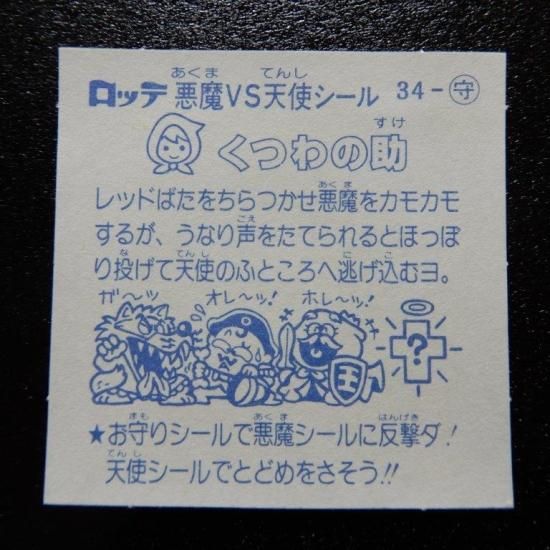 ロッテ 悪魔VS天使シール 34-守
くつわの助
レッドばたをちらつかせ悪魔をカモカモ
するが、うなり声をたてられるとほっぽ
り投げて天使のふところへ逃げ込むヨ。
ガ〜ッ オレ〜ッ! ホレ〜ッ!
?
★お守りシールで悪魔シールに反撃ダ!
天使シールでとどめをさそう!!